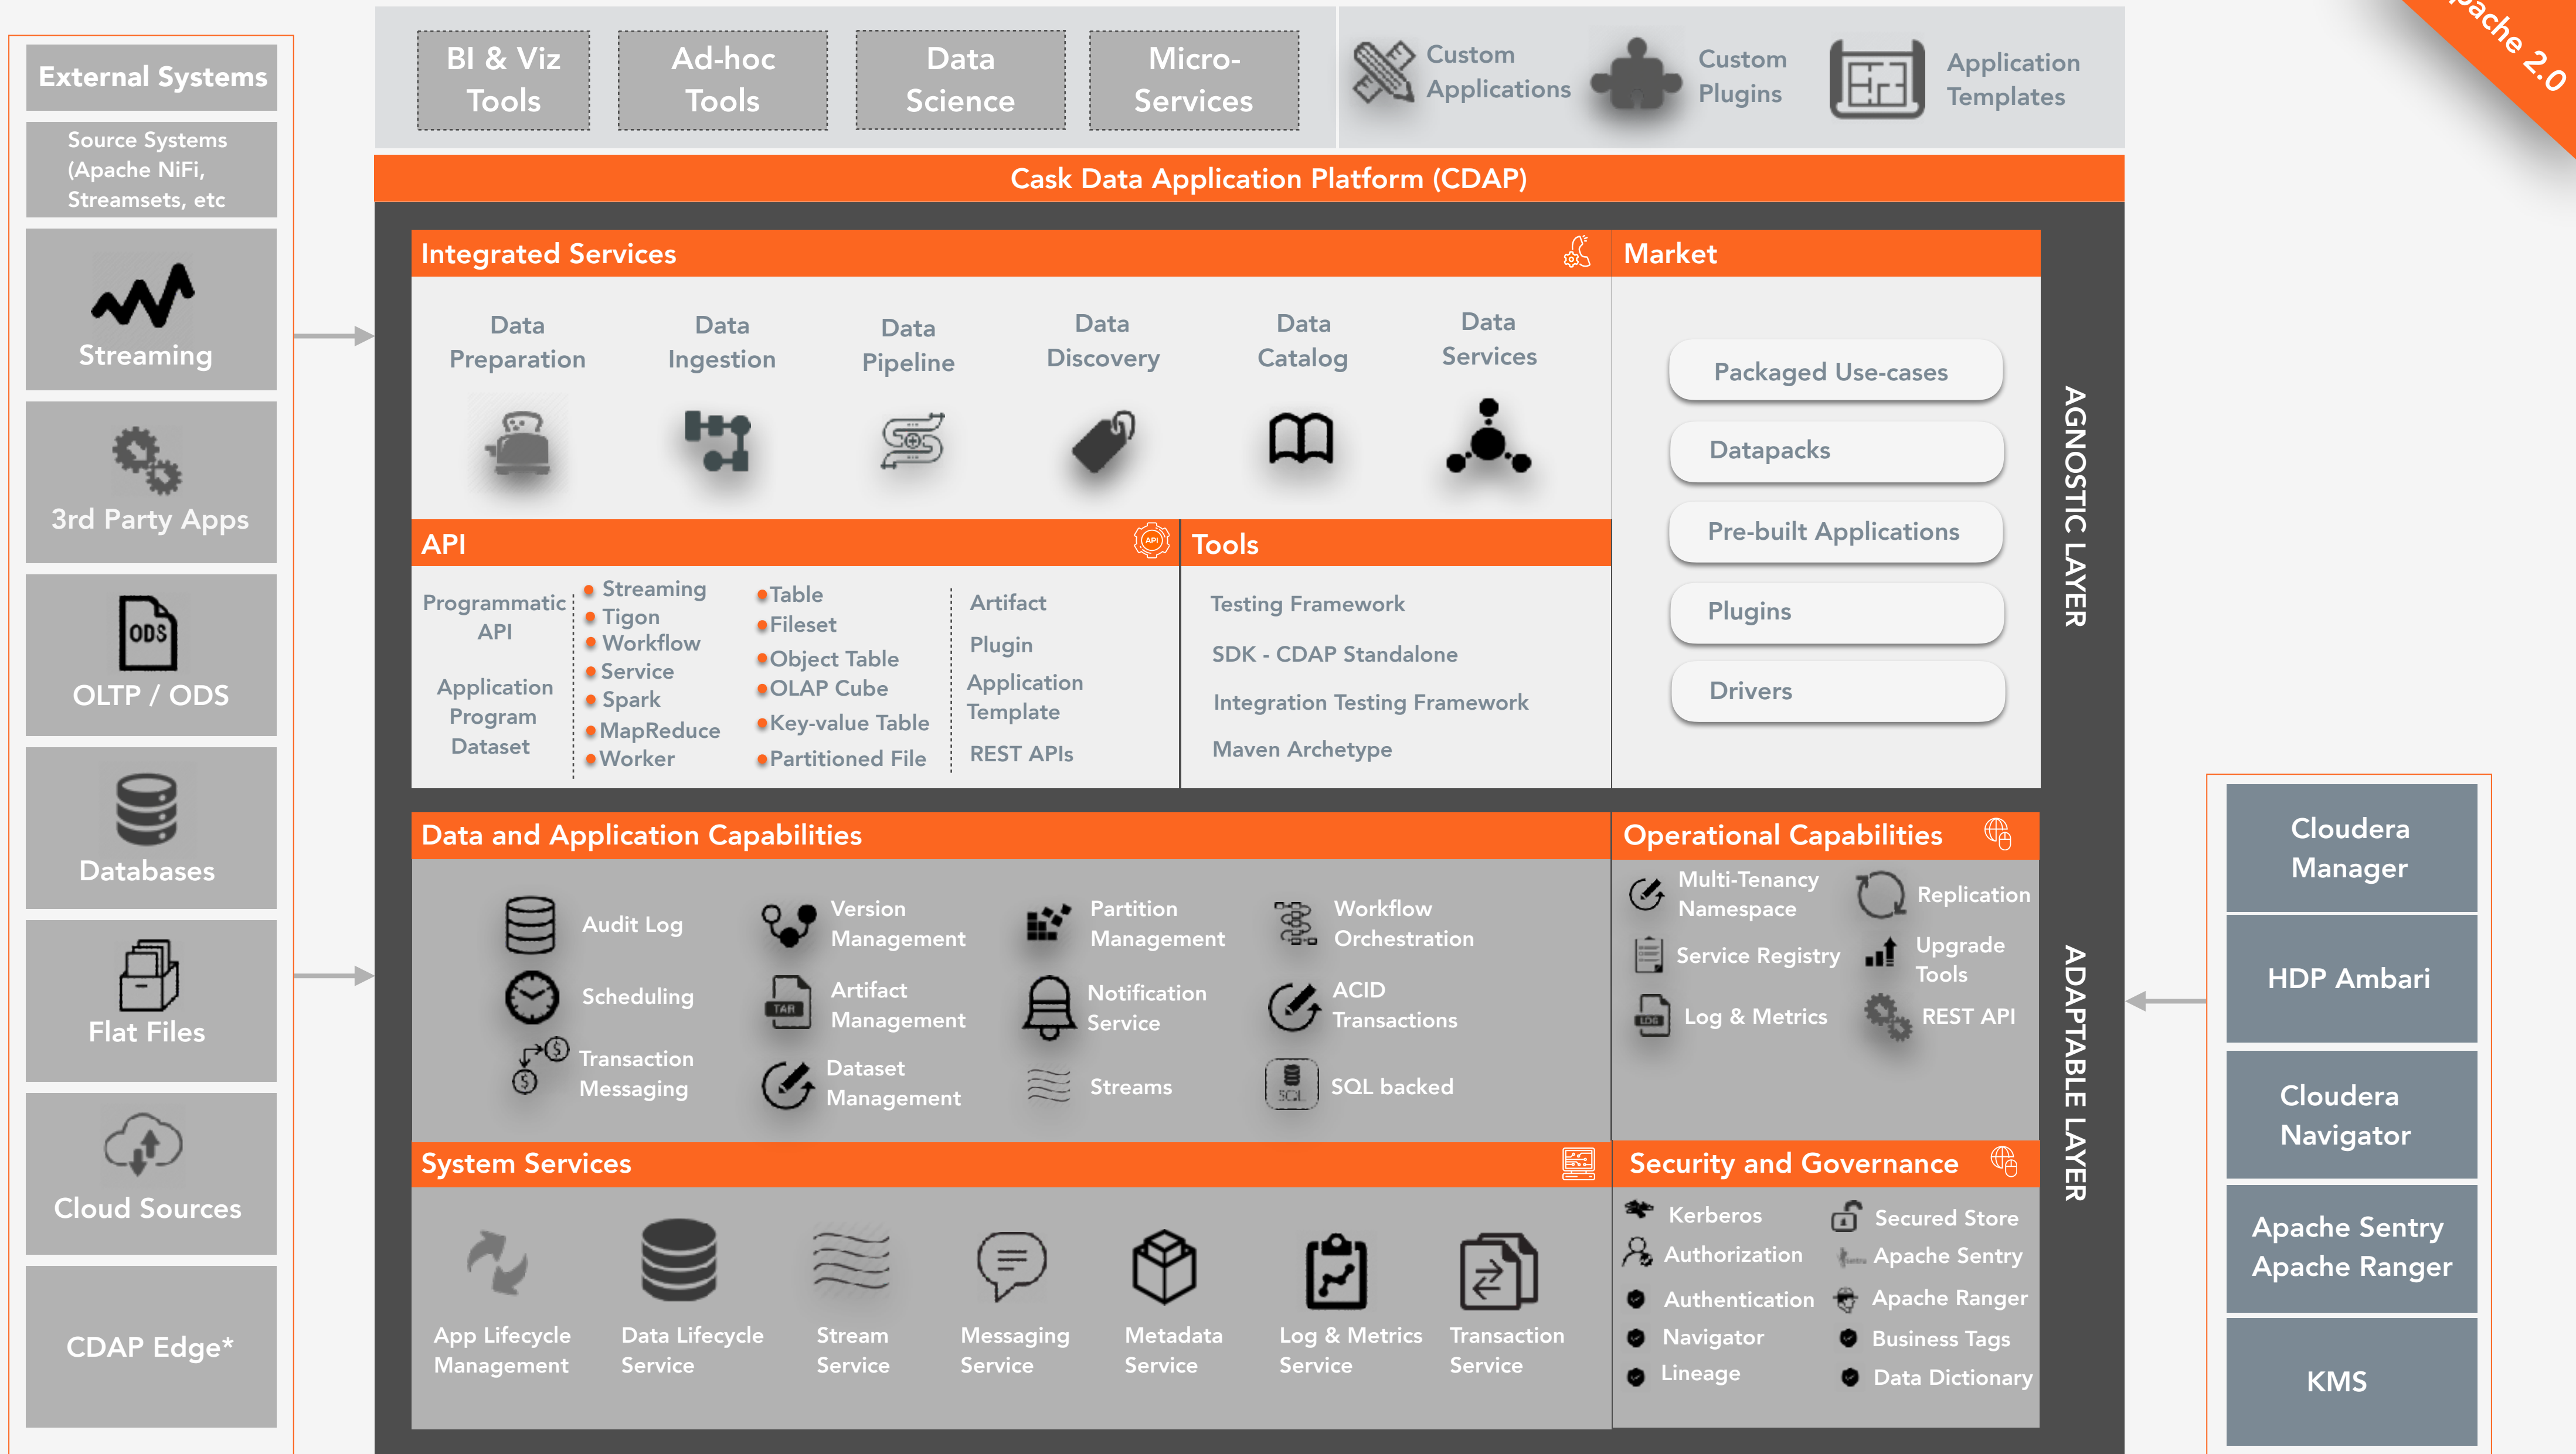 External Systems
Source Systems
(Apache NiFi,
Streamsets, etc
Streaming
3rd Party Apps
ODS
OLTP / ODS
Databases
Flat Files
Cloud Sources
CDAP Edge*
BI & Viz
Tools
Ad-hoc
Tools
Data
Science
Micro-
Services
Custom
Applications
Custom
Plugins
Application
Templates
2.0
Cask Data Application Platform (CDAP)
Integrated Services
Data
Preparation
Data
Ingestion
Data
Pipeline
Data
Discovery
Data
Catalog
Data
Services
Market
Packaged Use-cases
Datapacks
Pre-built Applications
Plugins
Drivers
AGNOSTIC LAYER
API
API
Programmatic
API
Application
Program
Dataset
Streaming
Tigon
Workflow
Service
Spark
MapReduce
Worker
Table
Fileset
Object Table
OLAP Cube
Key-value Table
Partitioned File
Artifact
Plugin
Application
Template
REST APIs
Tools
Testing Framework
SDK - CDAP Standalone
Integration Testing Framework
Maven Archetype
Data and Application Capabilities
Audit Log
Scheduling
Transaction
Messaging
Version
Management
TAR
Artifact
Management
Dataset
Management
Partition
Management
Notification
Service
Streams
Workflow
Orchestration
ACID
Transactions
SQL
SQL backed
Operational Capabilities
Multi-Tenancy
Namespace
Service Registry
LOG
Log & Metrics
Replication
Upgrade
Tools
REST API
ADAPTABLE LAYER
System Services
App Lifecycle
Management
Data Lifecycle
Service
Stream
Service
Messaging
Service
Metadata
Service
Log & Metrics
Service
Transaction
Service
Security and Governance
Kerberos
Authorization
Authentication
Navigator
Lineage
Secured Store
Apache Sentry
Apache Ranger
Business Tags
Data Dictionary
Cloudera
Manager
HDP Ambari
Cloudera
Navigator
Apache Sentry
Apache Ranger
KMS